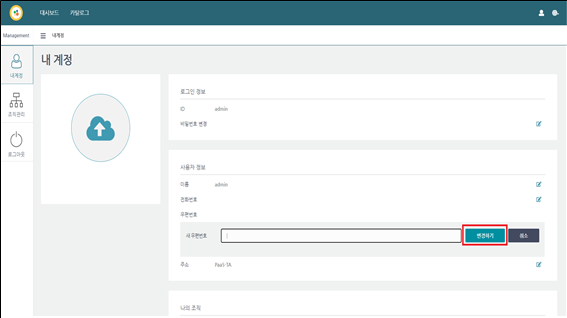 대시보드 카탈로그
Management 내계정
내 계정
내계정
조직관리
로그아웃
로그인 정보
ID admin
비밀번호 변경
사용자 정보
이름 admin
전화번호
우편번호
새 우편번호 변경하기 취소
주소 PaaS-TA
나의 조직